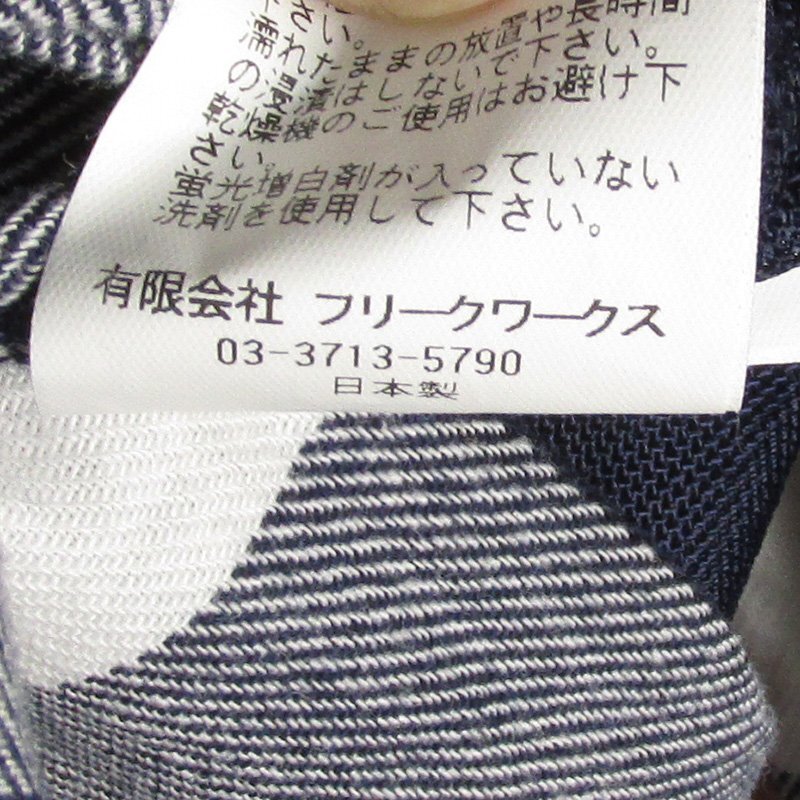 さい。
濡れたままの放置や長時間
の浸漬はしないで下さい。
乾燥機のご使用はお避け下
さい。
蛍光増白剤が入っていない
洗剤を使用して下さい。
有限会社 フリークワークス
03-3713-5790
日本製